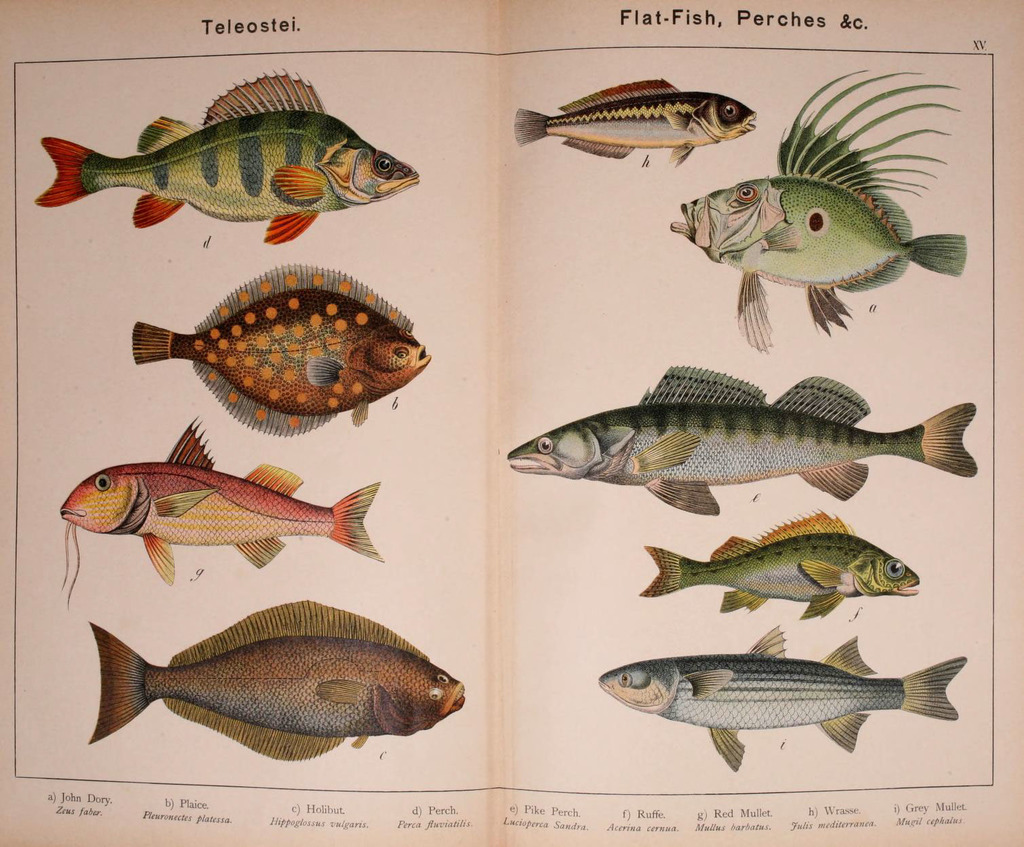 Teleostei.
Flat-Fish, Perches &c.
XV.
d
h
a
b
e
g
f
c
i
a) John Dory.
Zeus faber.
b) Plaice.
Pleuronectes platessa.
c) Holibut.
Hippoglossus vulgaris.
d) Perch.
Perca fluviatilis.
e) Pike Perch.
Lucioperca Sandra.
f) Ruffe.
Acerina cernua.
g) Red Mullet.
Mullus barbatus.
h) Wrasse.
Julis mediterranea.
i) Grey Mullet.
Mugil cephalus.